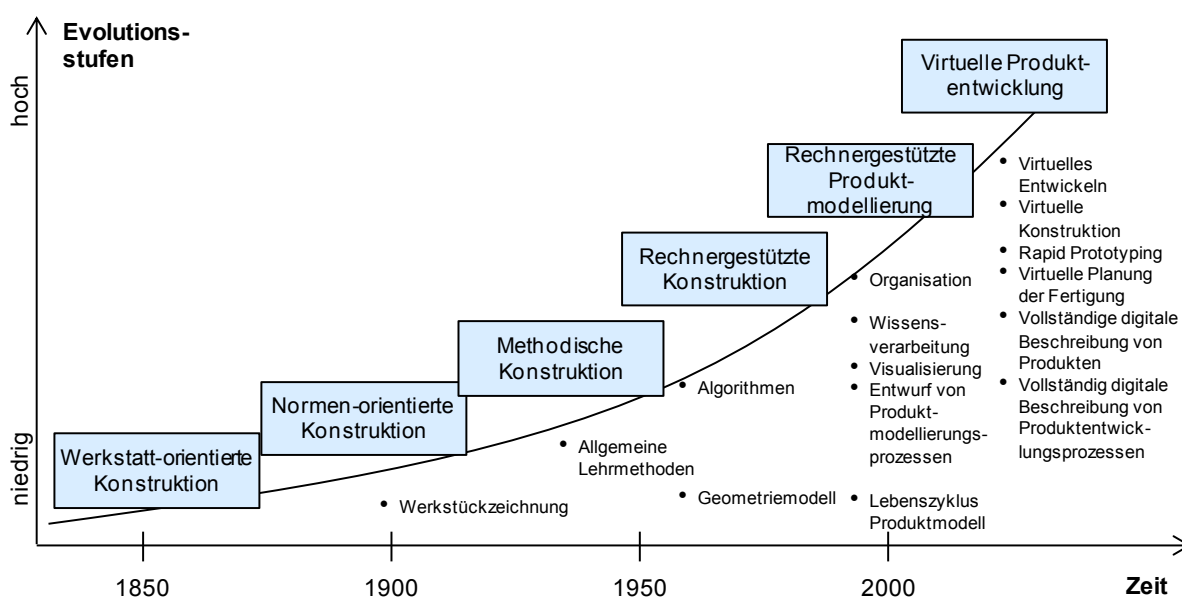 Evolutions-
stufen
hoch
niedrig
Virtuelle Produkt-
entwicklung
Rechnergestützte
Produkt-
modellierung
Rechnergestützte
Konstruktion
Methodische
Konstruktion
Normen-orientierte
Konstruktion
Werkstatt-orientierte
Konstruktion
• Werkstückzeichnung
• Allgemeine
Lehrmethoden
• Algorithmen
• Geometriemodell
• Organisation
• Wissens-
verarbeitung
• Visualisierung
• Entwurf von
Produkt-
modellierungs-
prozessen
• Lebenszyklus
Produktmodell
• Virtuelles
Entwickeln
• Virtuelle
Konstruktion
• Rapid Prototyping
• Virtuelle Planung
der Fertigung
• Vollständige digitale
Beschreibung von
Produkten
• Vollständig digitale
Beschreibung von
Produktentwick-
lungsprozessen
1850
1900
1950
2000
Zeit